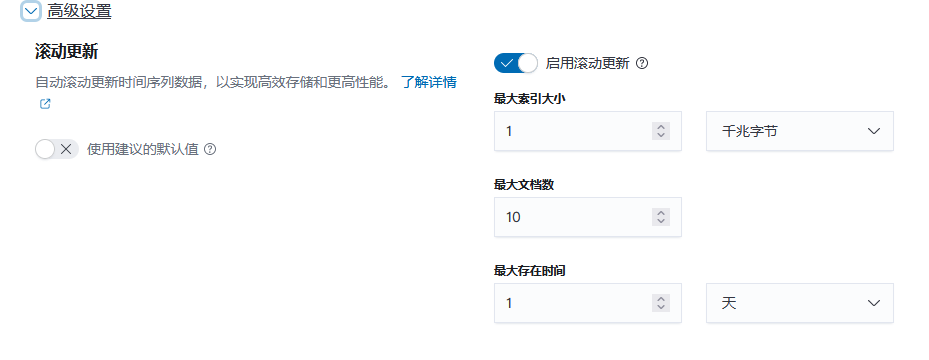 高级设置
滚动更新
自动滚动更新时间序列数据，以实现高效存储和更高性能。 了解详情
使用建议的默认值
启用滚动更新
最大索引大小
1 千兆字节
最大文档数
10
最大存在时间
1 天